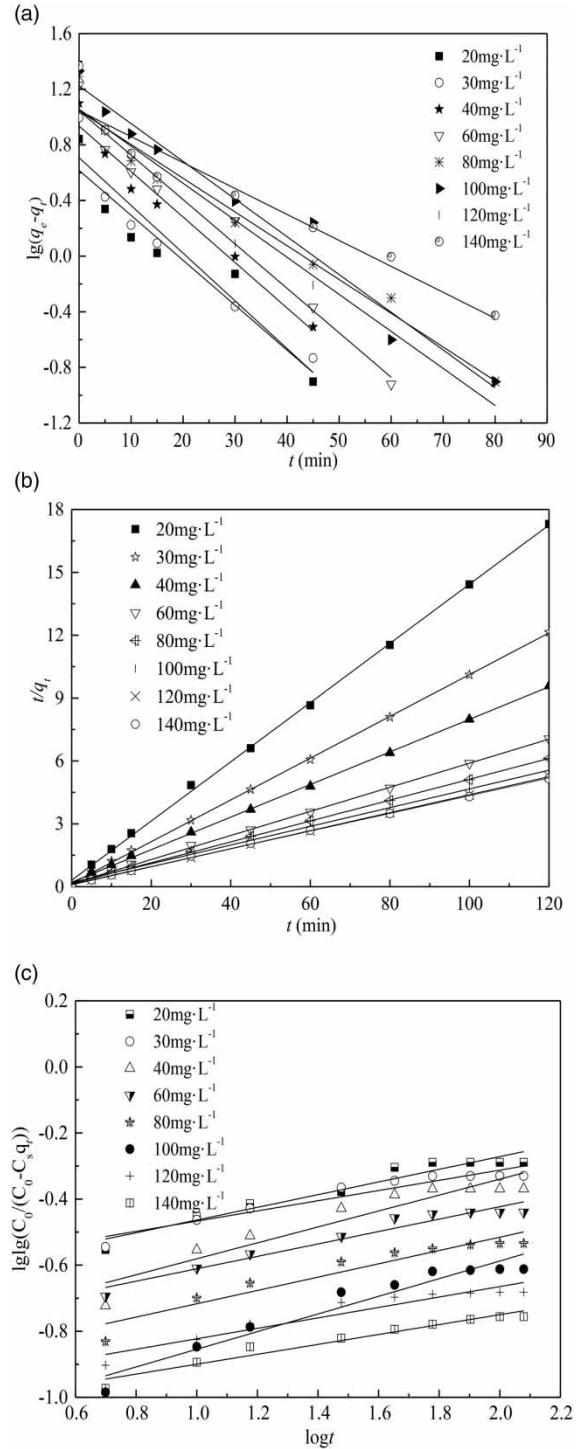 (a)
1.6
1.2
0.8
0.4
0.0
-0.4
-0.8
-1.2
lg(qe-qt)
20mg·L-1
30mg·L-1
40mg·L-1
60mg·L-1
80mg·L-1
100mg·L-1
120mg·L-1
140mg·L-1
0 10 20 30 40 50 60 70 80 90
t (min)
(b)
18
15
12
9
6
3
0
t/qt
20mg·L-1
30mg·L-1
40mg·L-1
60mg·L-1
80mg·L-1
100mg·L-1
120mg·L-1
140mg·L-1
0 20 40 60 80 100 120
t (min)
(c)
0.2
0.0
-0.2
-0.4
-0.6
-0.8
-1.0
lglg(C0/(C0-Csqt))
20mg·L-1
30mg·L-1
40mg·L-1
60mg·L-1
80mg·L-1
100mg·L-1
120mg·L-1
140mg·L-1
0.6 0.8 1.0 1.2 1.4 1.6 1.8 2.0 2.2
logt